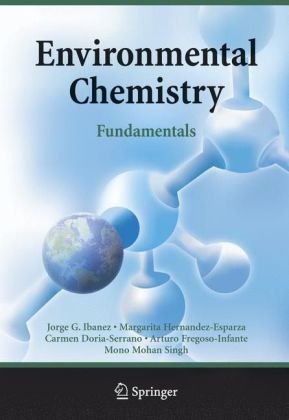 Environmental
Chemistry
Fundamentals
Jorge G. Ibanez • Margarita Hernandez-Esparza
Carmen Doria-Serrano • Arturo Fregoso-Infante
Mono Mohan Singh
Springer